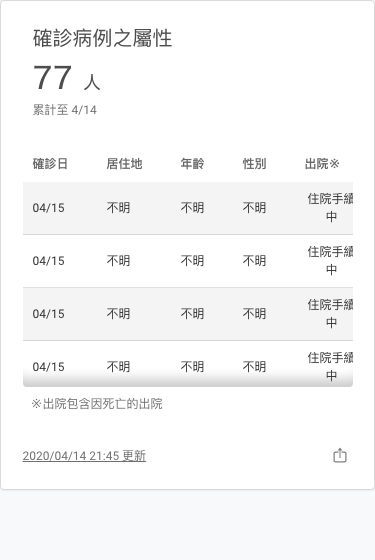 確診病例之屬性
77 人
累計至 4/14
確診日 居住地 年齡 性別 出院※
04/15 不明 不明 不明 住院手續
中
04/15 不明 不明 不明 住院手續
中
04/15 不明 不明 不明 住院手續
中
04/15 不明 不明 不明 住院手續
中
※出院包含因死亡的出院
2020/04/14 21:45 更新